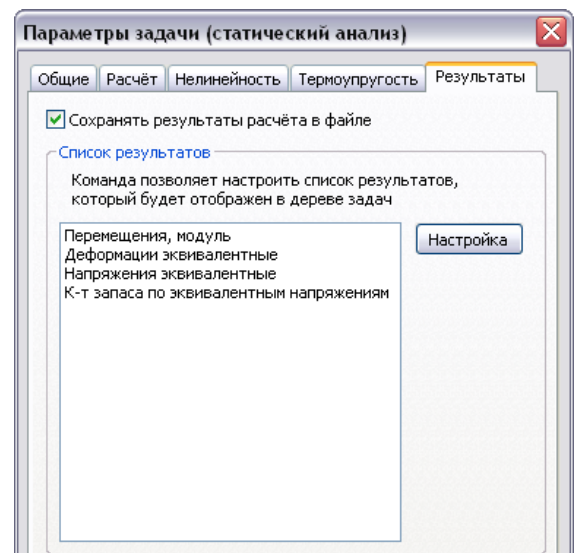 Параметры задачи (статический анализ)
Общие Расчёт Нелинейность Термоупругость Результаты
Сохранять результаты расчёта в файле
Список результатов
Команда позволяет настроить список результатов,
который будет отображен в дереве задач
Перемещения, модуль
Настройка
Деформации эквивалентные
Напряжения эквивалентные
К-т запаса по эквивалентным напряжениям